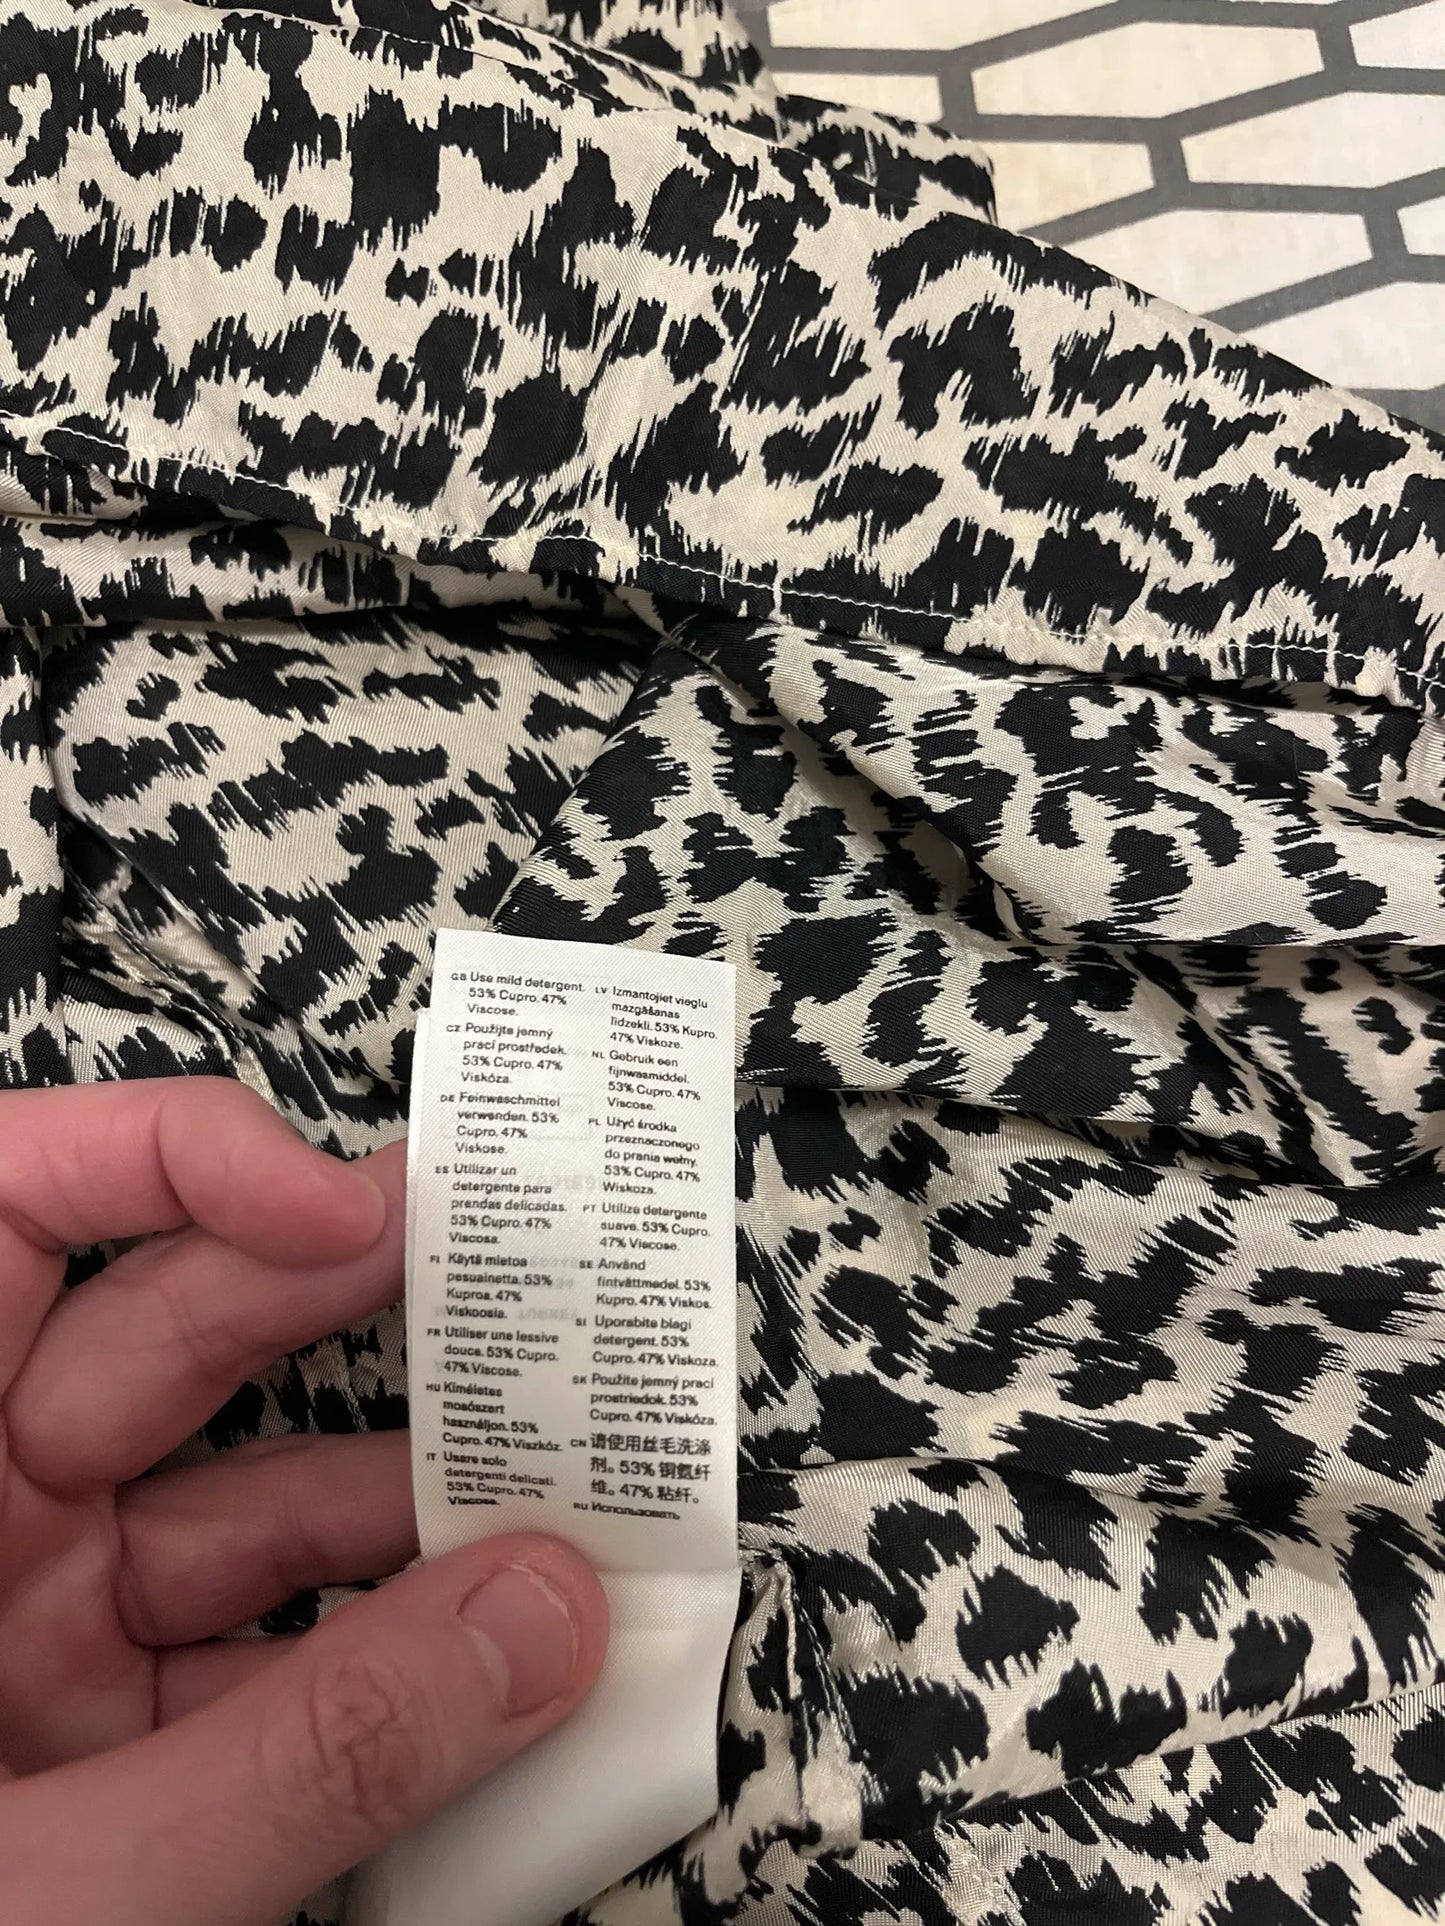 GB Use mild detergent.
53% Cupro. 47%
Viscose.
CZ Použijte jemný
prací prostředek.
53% Cupro. 47%
Viskóza.
DE Feinwaschmittel
verwenden. 53%
Cupro. 47%
Viskose.
ES Utilizar un
detergente para
prendas delicadas.
53% Cupro. 47%
Viscosa.
FI Käytä mietoa
pesuainetta. 53%
Kuproa. 47%
Viskoosia.
FR Utiliser une lessive
douce. 53% Cupro.
47% Viscose.
HU Kíméletes
mosószert
használjon. 53%
Cupro. 47% Viszkóz.
IT Usare solo
detergenti delicati.
53% Cupro. 47%
Viscosa.
LV Izmantojiet vieglu
mazgāšanas
līdzekli. 53% Kupro.
47% Viskoze.
NL Gebruik een
fijnwasmiddel.
53% Cupro. 47%
Viscose.
PL Użyć środka
przeznaczonego
do prania wełny.
53% Cupro. 47%
Wiskoza.
PT Utilize detergente
suave. 53% Cupro.
47% Viscose.
SE Använd
fintvättmedel. 53%
Kupro. 47% Viskos.
SI Uporabite blagi
detergent. 53%
Cupro. 47% Viskoza.
SK Použite jemný prací
prostriedok. 53%
Cupro. 47% Viskóza.
CN 请使用丝毛洗涤
剂。53% 铜氨纤
维。47% 粘纤。
RU Использовать